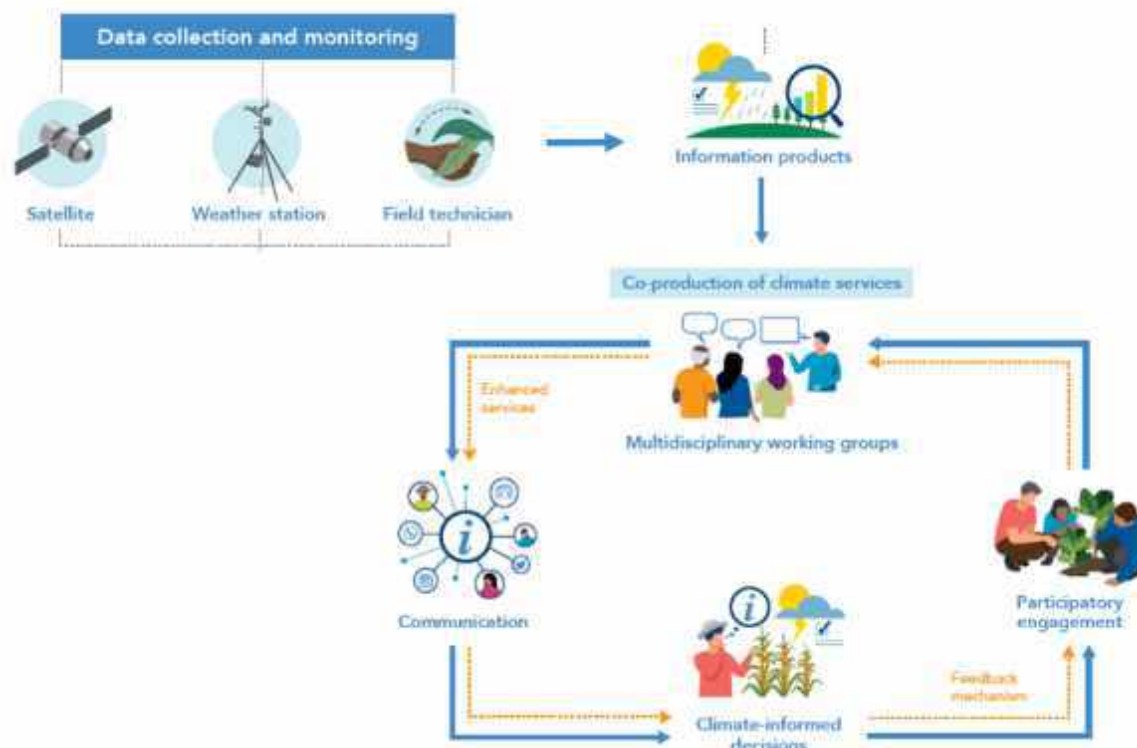 Data collection and monitoring
Satellite
Weather station
Field technician
Information products
Co-production of climate services
Enhanced
services
Multidisciplinary working groups
Communication
Participatory
engagement
Feedback
mechanism
Climate-informed
decisions